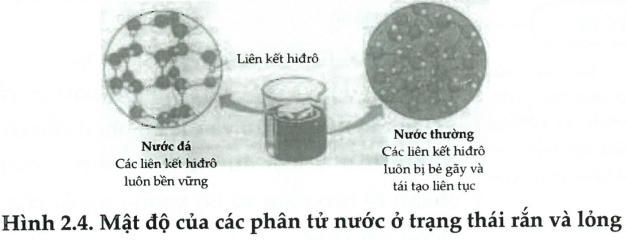 Liên kết hiđrô
Nước đá
Các liên kết hiđrô
luôn bền vững
Nước thường
Các liên kết hiđrô
luôn bị bẻ gãy và
tái tạo liên tục
Hình 2.4. Mật độ của các phân tử nước ở trạng thái rắn và lỏng